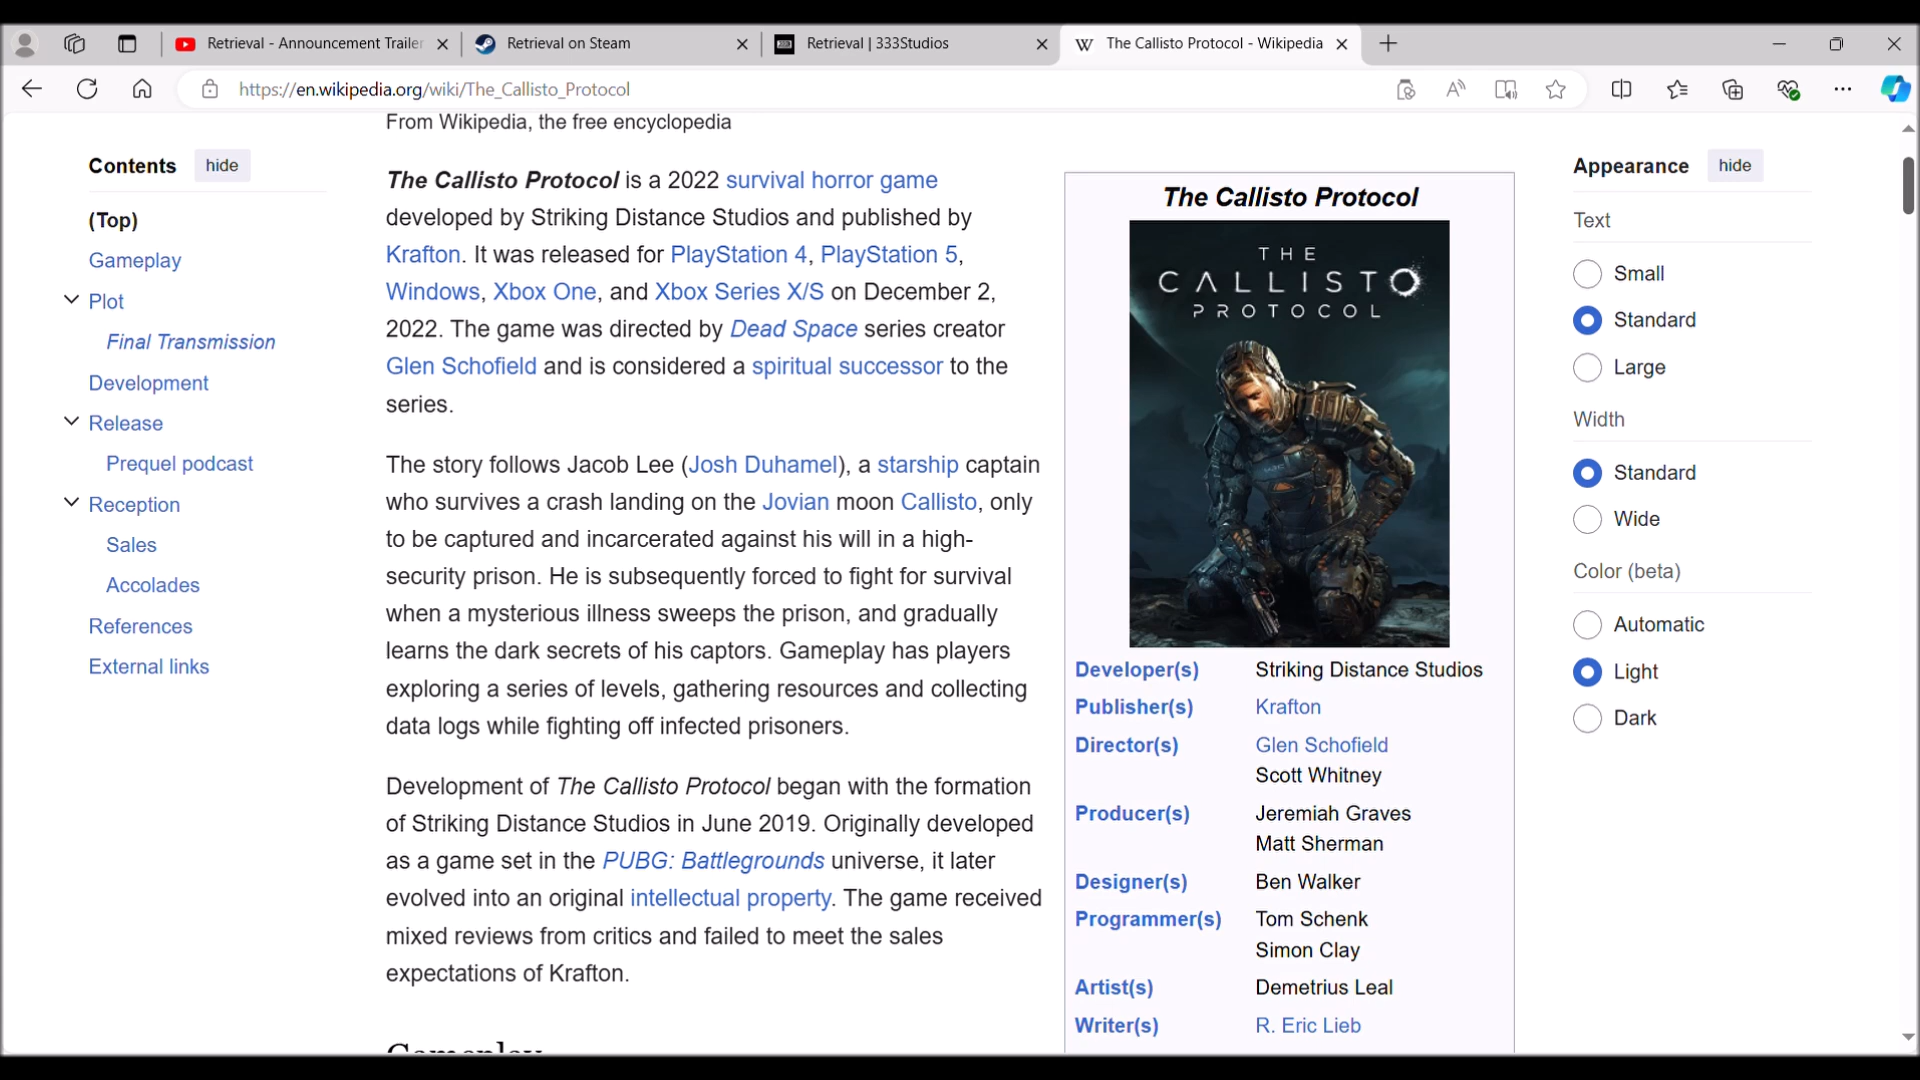 Retrieval - Announcement Trailer
Retrieval on Steam
Retrieval | 333Studios
The Callisto Protocol - Wikipedia
https://en.wikipedia.org/wiki/The_Callisto_Protocol
From Wikipedia, the free encyclopedia
Contents hide
(Top)
Gameplay
Plot
Final Transmission
Development
Release
Prequel podcast
Reception
Sales
Accolades
References
External links
The Callisto Protocol is a 2022 survival horror game
developed by Striking Distance Studios and published by
Krafton. It was released for PlayStation 4, PlayStation 5,
Windows, Xbox One, and Xbox Series X/S on December 2,
2022. The game was directed by Dead Space series creator
Glen Schofield and is considered a spiritual successor to the
series.
The story follows Jacob Lee (Josh Duhamel), a starship captain
who survives a crash landing on the Jovian moon Callisto, only
to be captured and incarcerated against his will in a high-
security prison. He is subsequently forced to fight for survival
when a mysterious illness sweeps the prison, and gradually
learns the dark secrets of his captors. Gameplay has players
exploring a series of levels, gathering resources and collecting
data logs while fighting off infected prisoners.
Development of The Callisto Protocol began with the formation
of Striking Distance Studios in June 2019. Originally developed
as a game set in the PUBG: Battlegrounds universe, it later
evolved into an original intellectual property. The game received
mixed reviews from critics and failed to meet the sales
expectations of Krafton.
Gameplay
The Callisto Protocol
THE
CALLISTO
PROTOCOL
Developer(s) Striking Distance Studios
Publisher(s) Krafton
Director(s) Glen Schofield
Scott Whitney
Producer(s) Jeremiah Graves
Matt Sherman
Designer(s) Ben Walker
Programmer(s) Tom Schenk
Simon Clay
Artist(s) Demetrius Leal
Writer(s) R. Eric Lieb
Appearance hide
Text
Small
Standard
Large
Width
Standard
Wide
Color (beta)
Automatic
Light
Dark